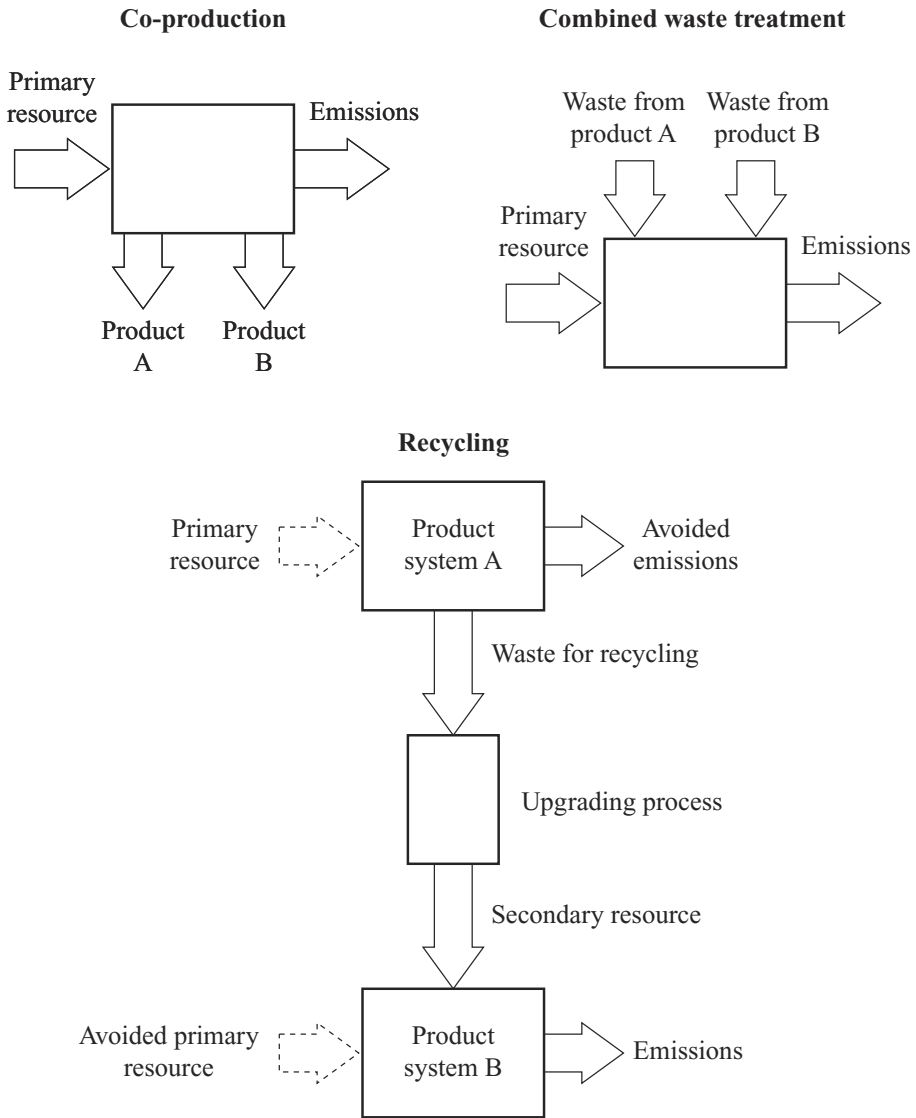 Co-production
Primary
resource
Emissions
Product
A
Product
B
Combined waste treatment
Waste from
product A
Waste from
product B
Primary
resource
Emissions
Recycling
Primary
resource
Product
system A
Avoided
emissions
Waste for recycling
Upgrading process
Secondary resource
Avoided primary
resource
Product
system B
Emissions